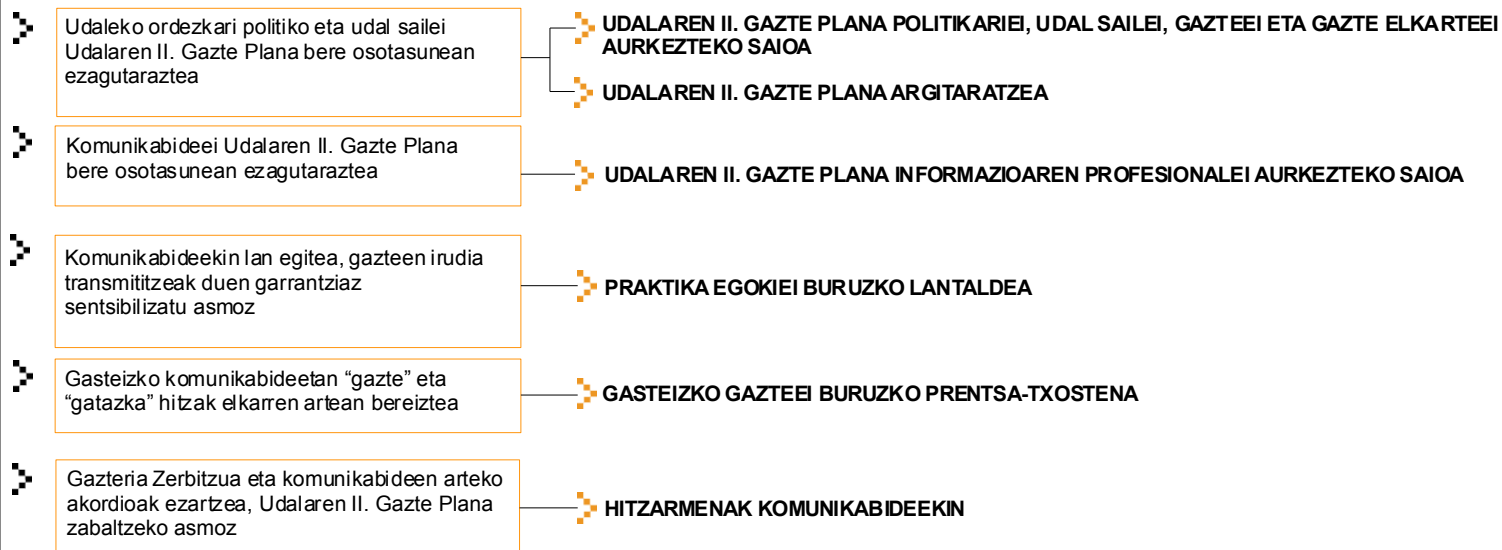 Udaleko ordezkari politiko eta udal sailei
Udalaren II. Gazte Plana bere osotasunean
ezagutaraztea
UDALAREN II. GAZTE PLANA POLITIKARIEI, UDAL SAILEI, GAZTEEI ETA GAZTE ELKARTEEI
AURKEZTEKO SAIOA
UDALAREN II. GAZTE PLANA ARGITARATZEA
Komunikabideei Udalaren II. Gazte Plana
bere osotasunean ezagutaraztea
UDALAREN II. GAZTE PLANA INFORMAZIOAREN PROFESIONALEI AURKEZTEKO SAIOA
Komunikabideekin lan egitea, gazteen irudia
transmititzeak duen garrantziaz
sentsibilizatu asmoz
PRAKTIKA EGOKIEI BURUZKO LANTALDEA
Gasteizko komunikabideetan “gazte” eta
“gatazka” hitzak elkarren artean bereiztea
GASTEIZKO GAZTEEI BURUZKO PRENTSA-TXOSTENA
Gazteria Zerbitzua eta komunikabideen arteko
akordioak ezartzea, Udalaren II. Gazte Plana
zabaltzeko asmoz
HITZARMENAK KOMUNIKABIDEEKIN